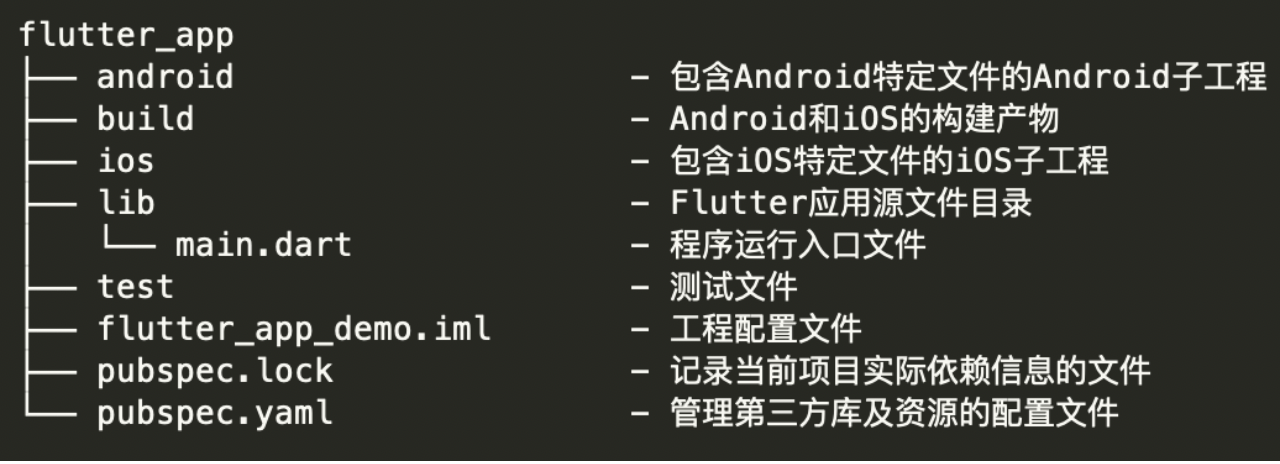 flutter_app
├── android - 包含Android特定文件的Android子工程
├── build - Android和iOS的构建产物
├── ios - 包含iOS特定文件的iOS子工程
├── lib - Flutter应用源文件目录
│   └── main.dart - 程序运行入口文件
├── test - 测试文件
├── flutter_app_demo.iml - 工程配置文件
├── pubspec.lock - 记录当前项目实际依赖信息的文件
└── pubspec.yaml - 管理第三方库及资源的配置文件